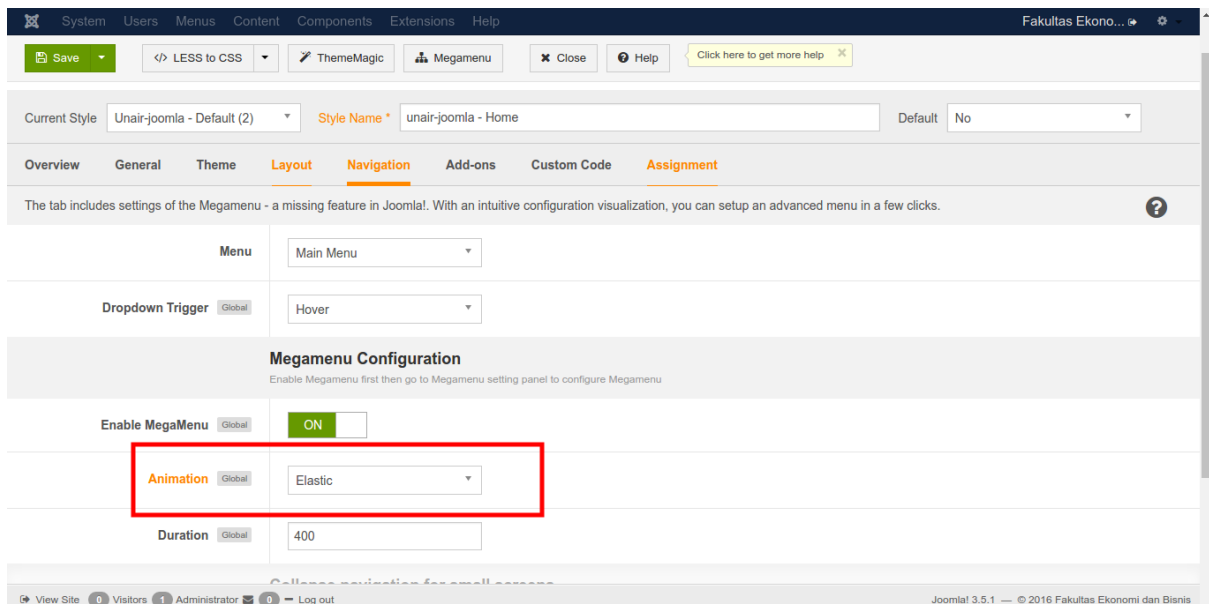 System Users Menus Content Components Extensions Help Fakultas Ekono...
Save LESS to CSS ThemeMagic Megamenu Close Help Click here to get more help
Current Style Unair-joomla - Default (2) Style Name * unair-joomla - Home Default No
Overview General Theme Layout Navigation Add-ons Custom Code Assignment
The tab includes settings of the Megamenu - a missing feature in Joomla!. With an intuitive configuration visualization, you can setup an advanced menu in a few clicks.
Menu Main Menu
Dropdown Trigger Global Hover
Megamenu Configuration
Enable Megamenu first then go to Megamenu setting panel to configure Megamenu
Enable MegaMenu Global ON
Animation Global Elastic
Duration Global 400
Collapse navigation for small screens
View Site 0 Visitors 1 Administrator 0 Log out Joomla! 3.5.1 — © 2016 Fakultas Ekonomi dan Bisnis